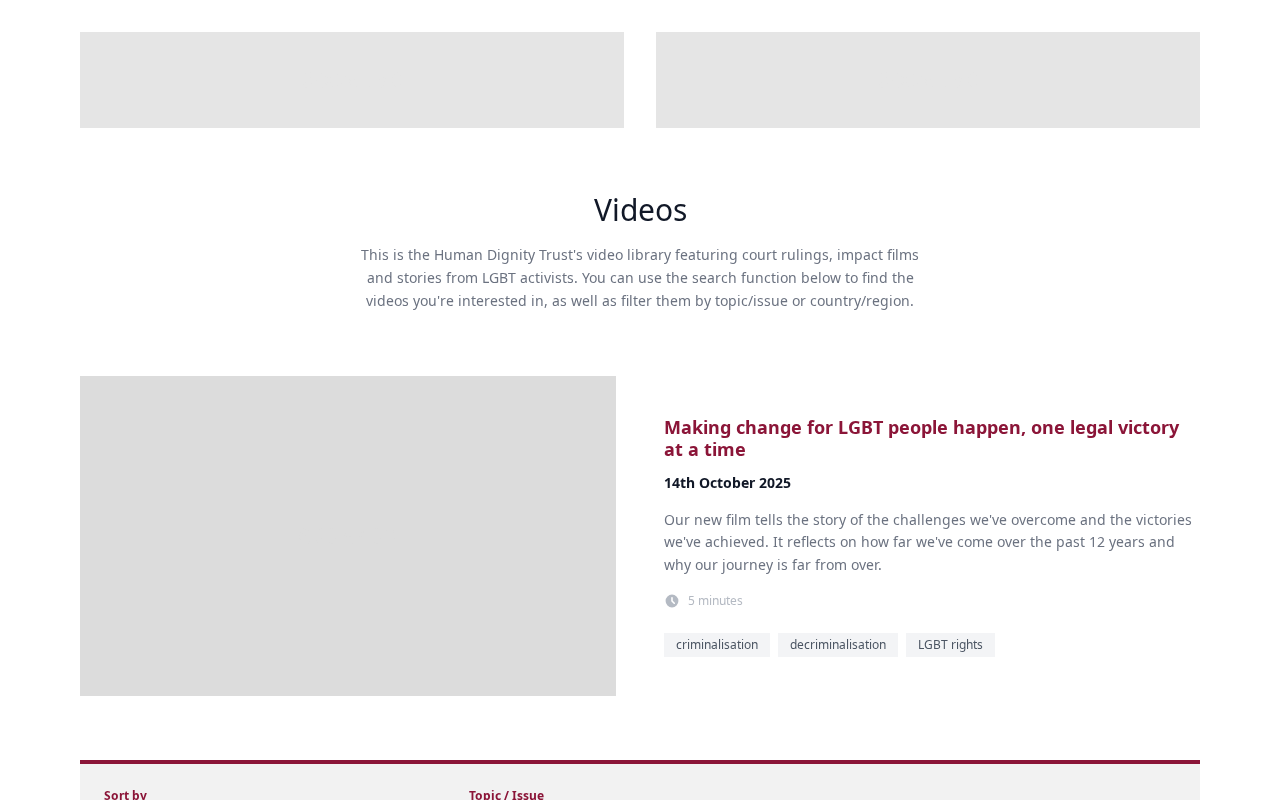 Videos
This is the Human Dignity Trust's video library featuring court rulings, impact films
and stories from LGBT activists. You can use the search function below to find the
videos you're interested in, as well as filter them by topic/issue or country/region.
Making change for LGBT people happen, one legal victory
at a time
14th October 2025
Our new film tells the story of the challenges we've overcome and the victories
we've achieved. It reflects on how far we've come over the past 12 years and
why our journey is far from over.
5 minutes
criminalisation decriminalisation LGBT rights
Sort by Topic / Issue